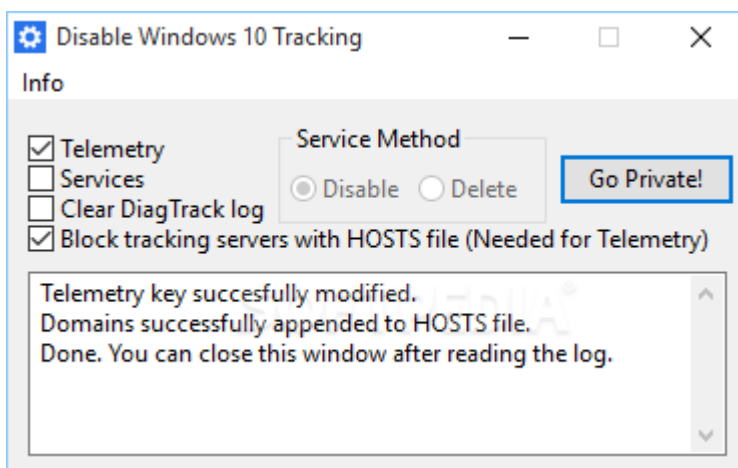 Disable Windows 10 Tracking
Info
Telemetry
Services
Clear DiagTrack log
Block tracking servers with HOSTS file (Needed for Telemetry)
Service Method
Disable
Delete
Go Private!
Telemetry key succesfully modified.
Domains successfully appended to HOSTS file.
Done. You can close this window after reading the log.
SOFTPEDIA®